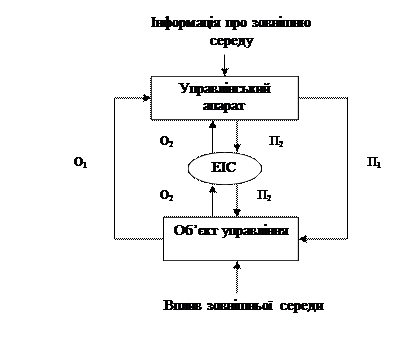 Інформація про зовнішню
середу
Управлінський
апарат
О₂ П₂
О₁ ЕІС П₁
О₂ П₂
Об'єкт управління
Вплив зовнішньої середи